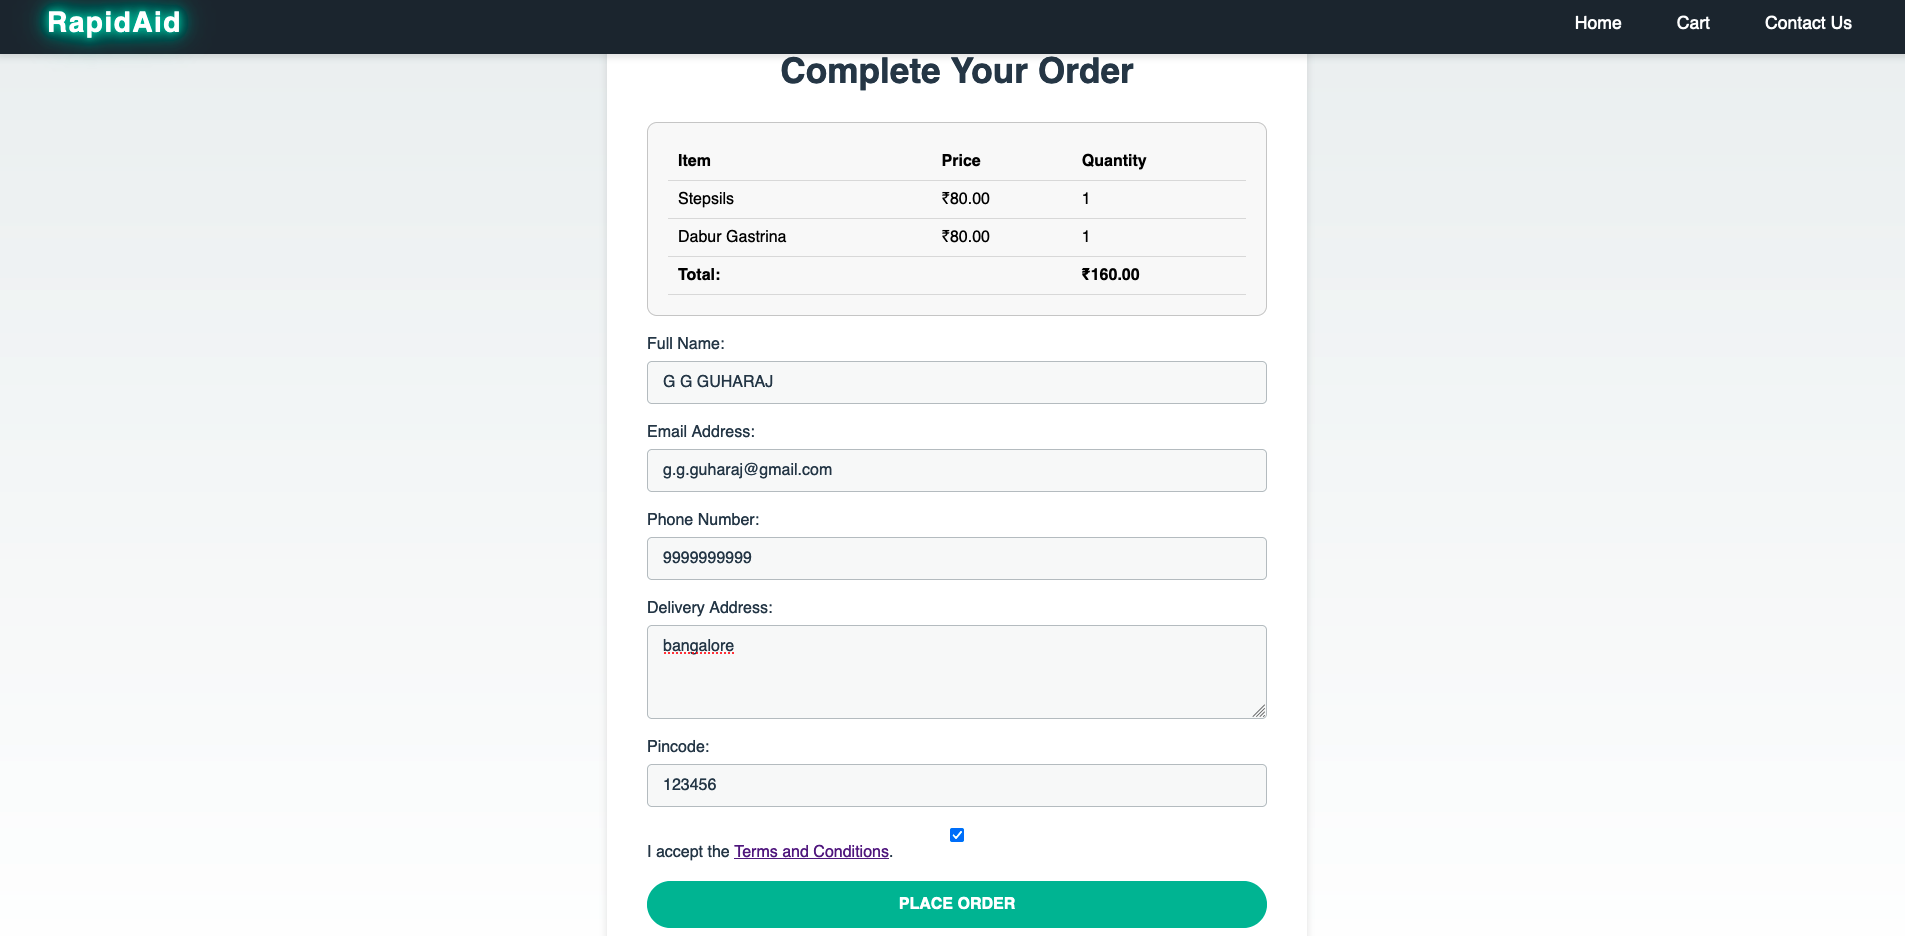 RapidAid Home Cart Contact Us
Complete Your Order
Item Price Quantity
Stepsils ₹80.00 1
Dabur Gastrina ₹80.00 1
Total: ₹160.00
Full Name:
G G GUHARAJ
Email Address:
g.g.guharaj@gmail.com
Phone Number:
9999999999
Delivery Address:
bangalore
Pincode:
123456
I accept the Terms and Conditions.
PLACE ORDER